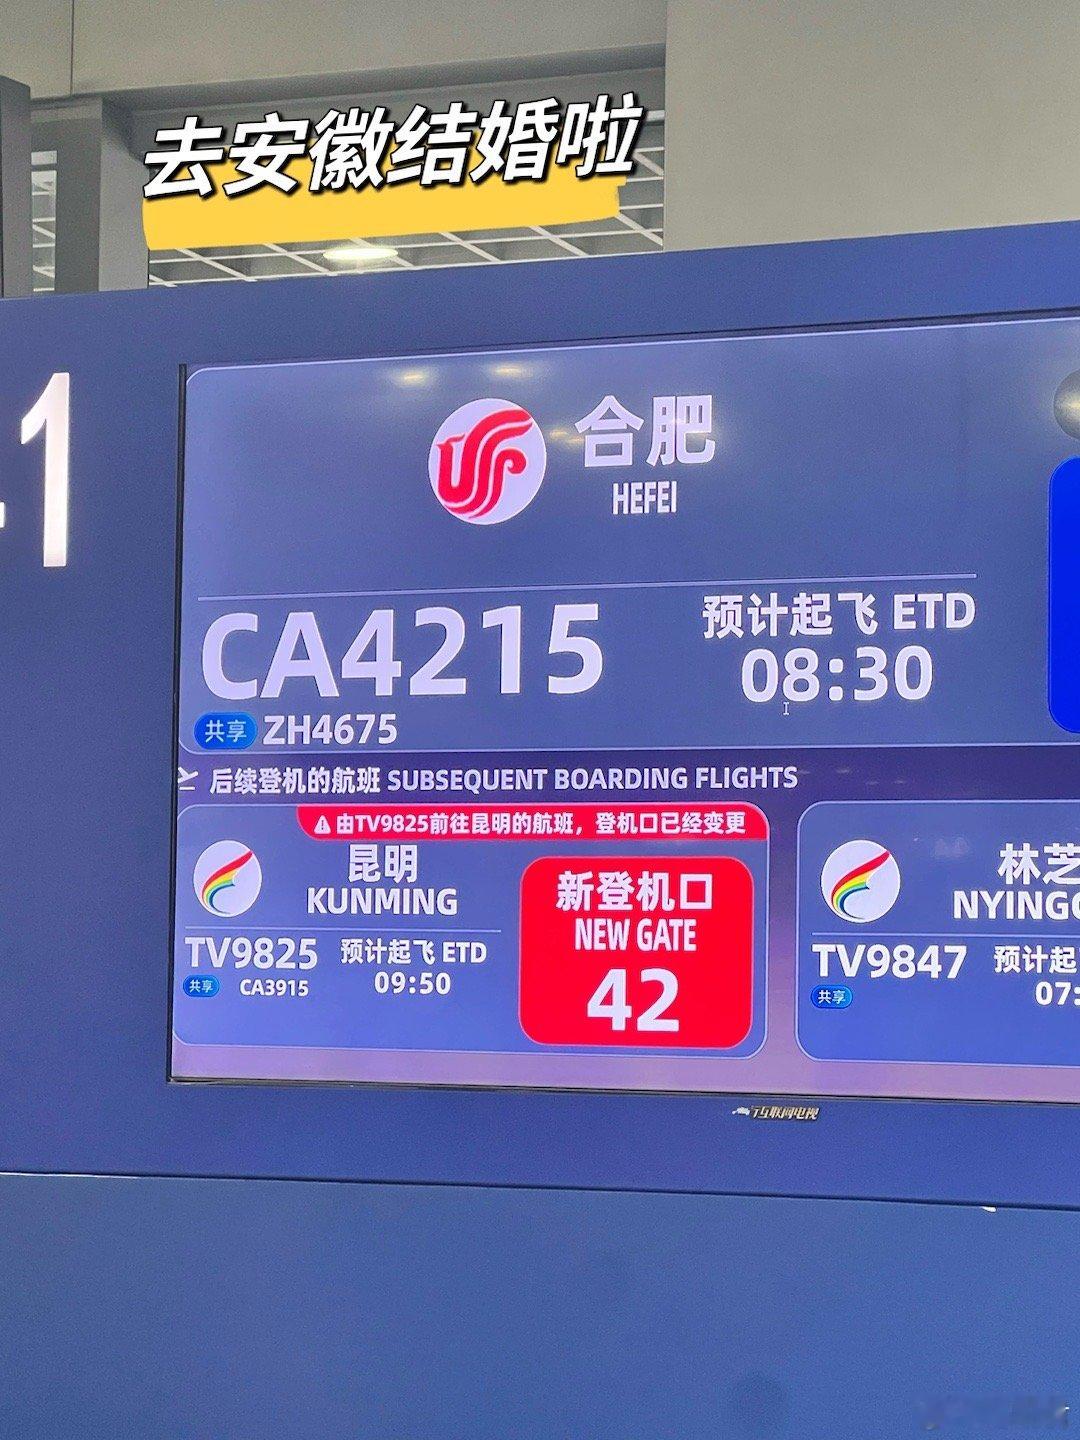 去安徽结婚啦
1
合肥
HEFEI
CA4215
预计起飞 ETD
08:30
共享 ZH4675
后续登机的航班 SUBSEQUENT BOARDING FLIGHTS
由TV9825前往昆明的航班，登机口已经变更
昆明
KUNMING
TV9825
预计起飞 ETD
共享 CA3915
09:50
新登机口
NEW GATE
42
林芝
NYING
TV9847
预计起
共享
07:
互联网电视